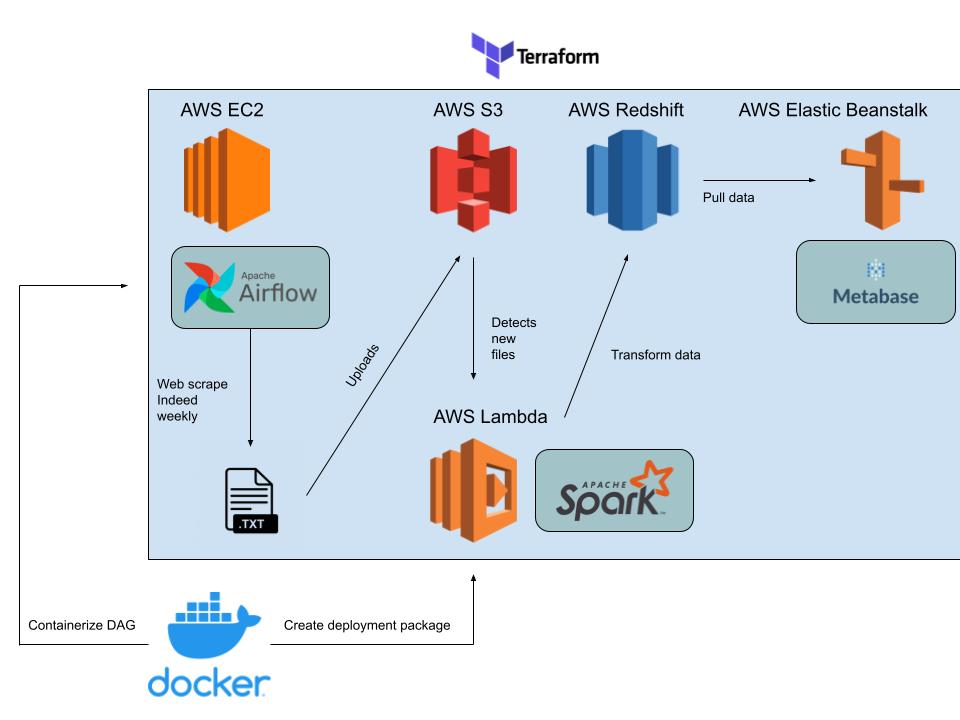 Terraform
AWS EC2
AWS S3
AWS Redshift
AWS Elastic Beanstalk
Pull data
Apache
Airflow
Metabase
Detects
new
files
Uploads
Transform data
Web scrape
Indeed
weekly
AWS Lambda
.TXT
APACHE
Spark
TM
Containerize DAG
Create deployment package
docker